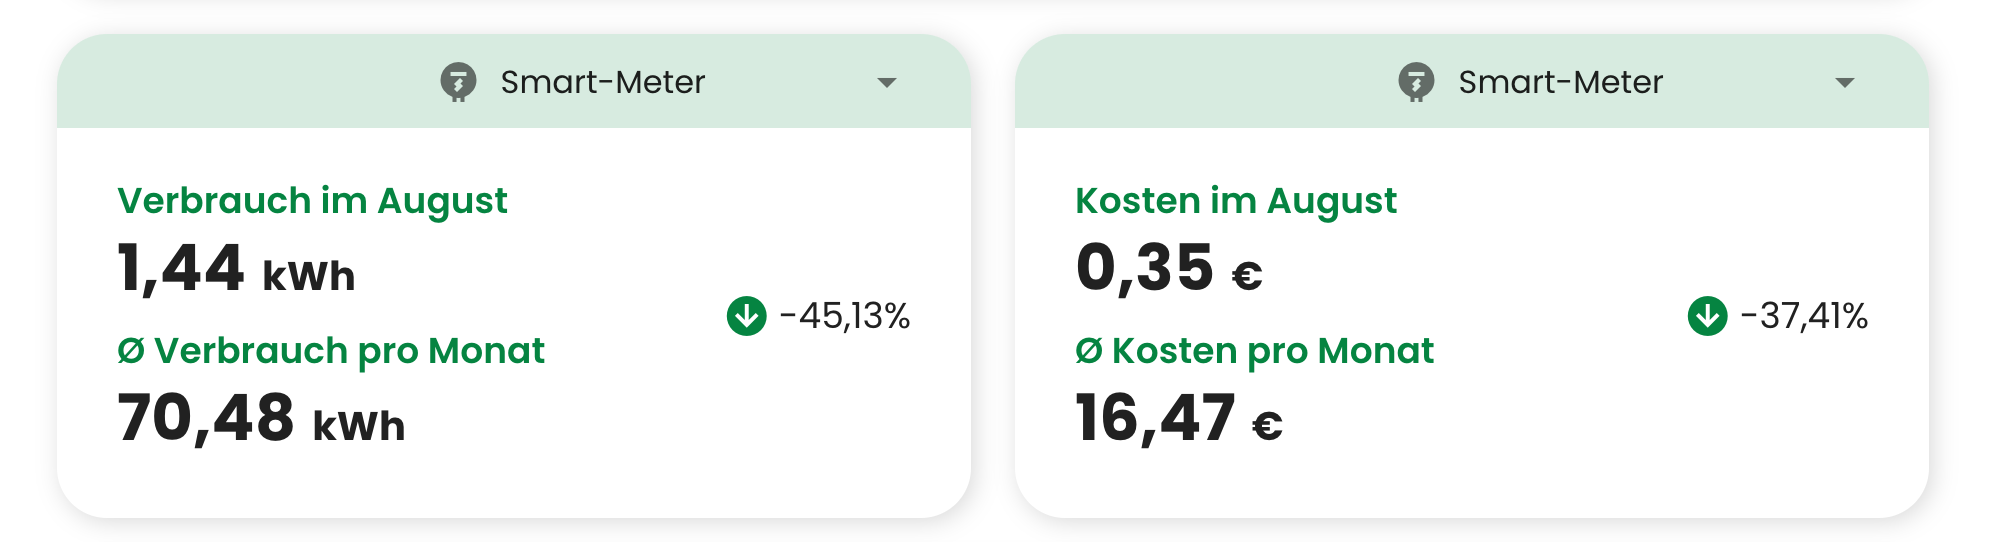 Smart-Meter
Verbrauch im August
1,44 kWh
-45,13%
Ø Verbrauch pro Monat
70,48 kWh
Smart-Meter
Kosten im August
0,35 €
-37,41%
Ø Kosten pro Monat
16,47 €